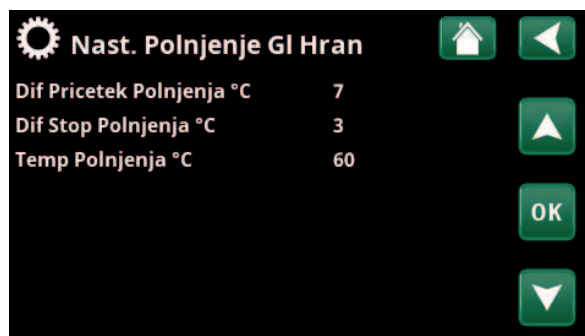 Nast. Polnjenje Gl Hran
Dif Pricetek Polnjenja °C 7
Dif Stop Polnjenja °C 3
Temp Polnjenja °C 60
OK